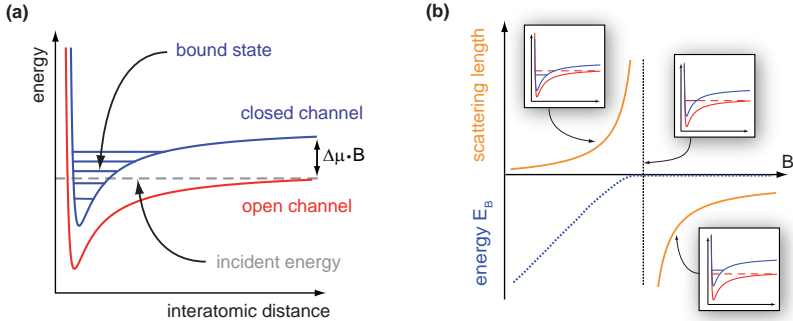 (a)
energy
bound state
closed channel
Δμ·B
open channel
incident energy
interatomic distance
(b)
scattering length
energy E_B
B